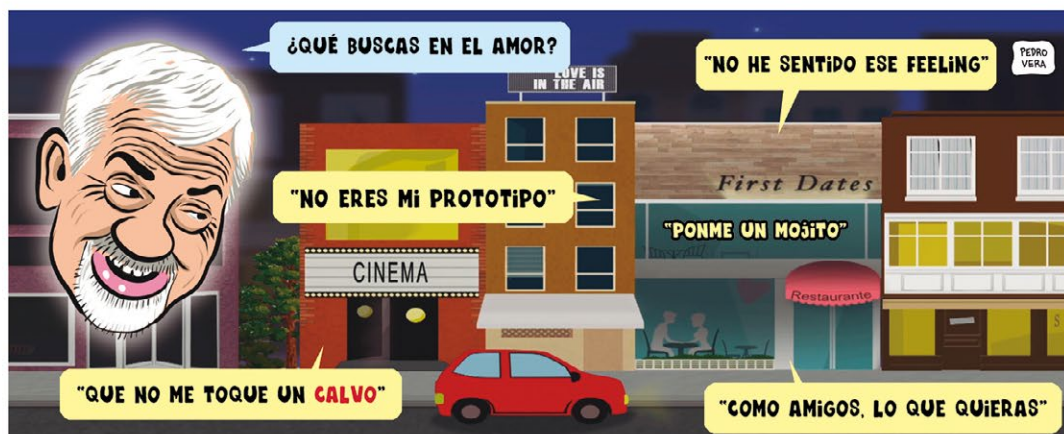 ¿QUÉ BUSCAS EN EL AMOR?
"NO HE SENTIDO ESE FEELING"
PEDRO
VERA
LOVE IS
IN THE AIR
"NO ERES MI PROTOTIPO"
First Dates
"PONME UN MOJITO"
CINEMA
Restaurante
"QUE NO ME TOQUE UN CALVO"
"COMO AMIGOS, LO QUE QUIERAS"